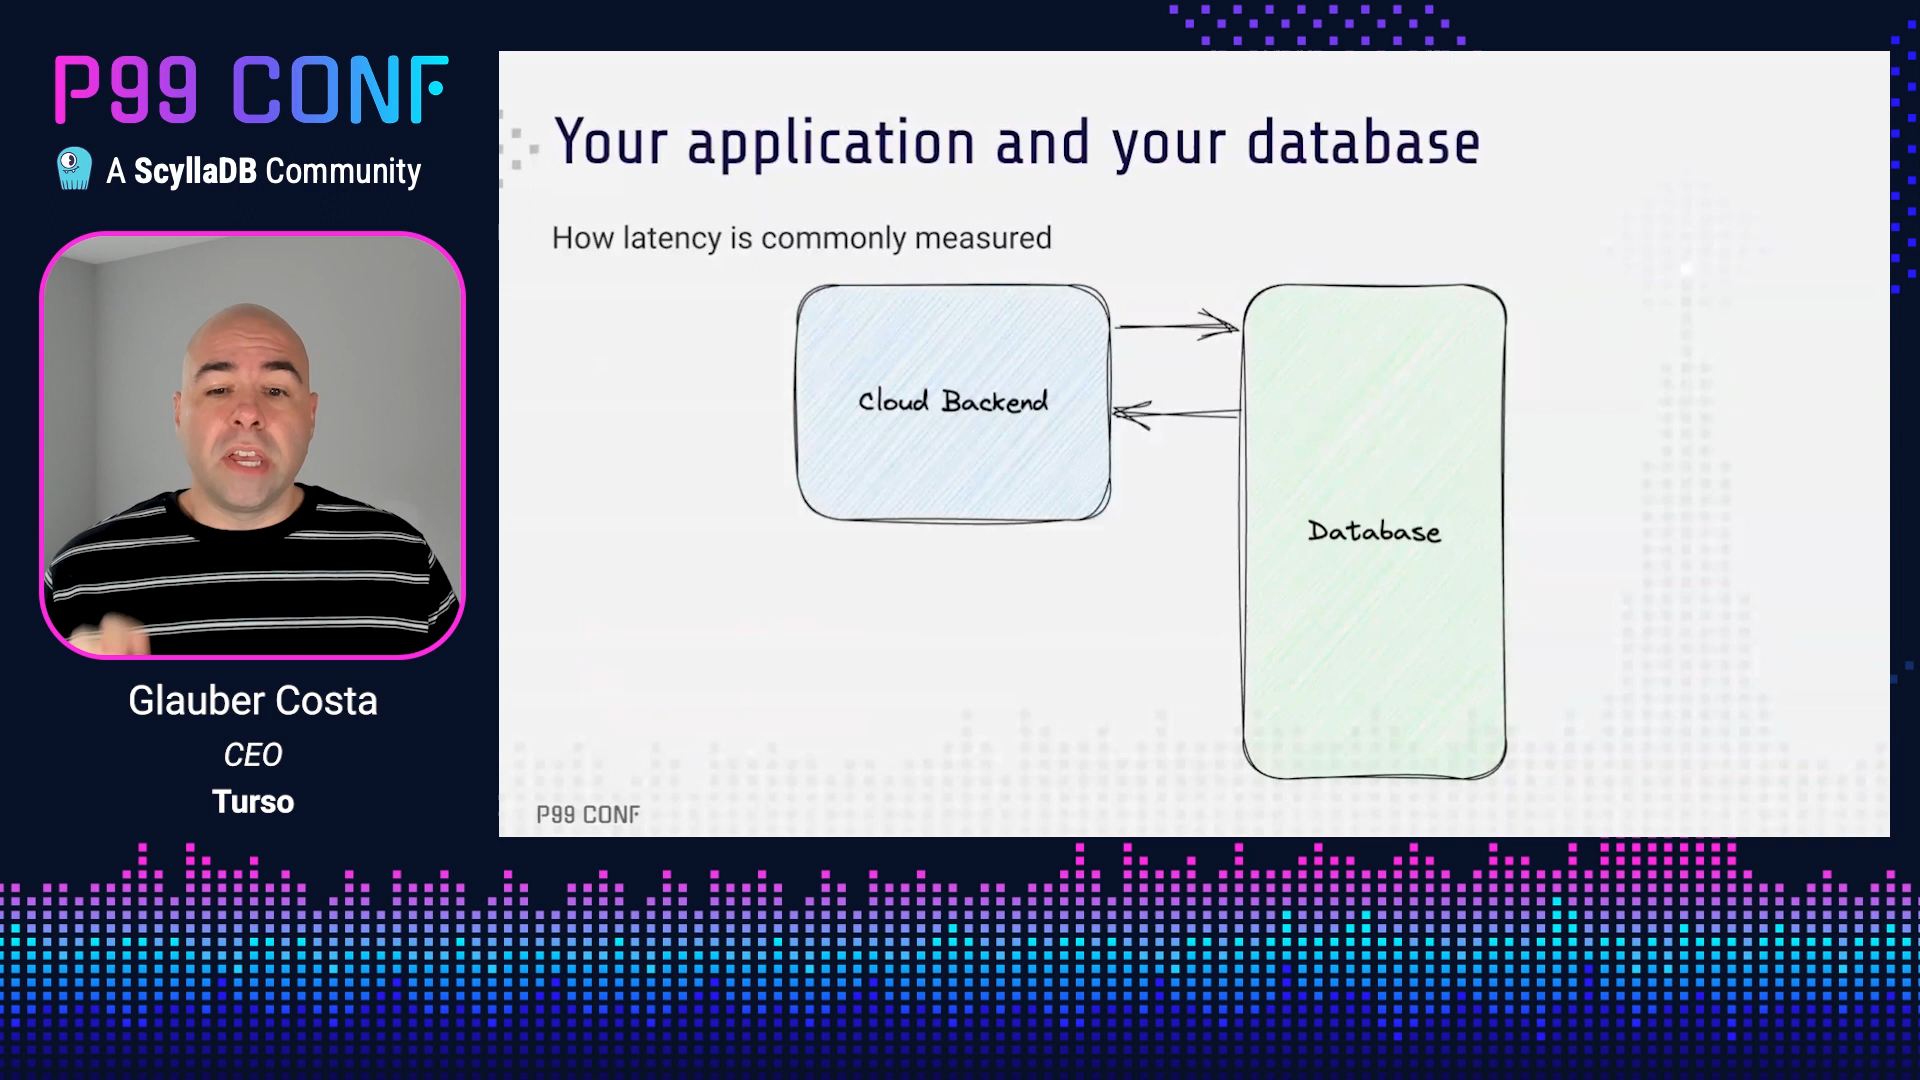 P99 CONF
A ScyllaDB Community
Glauber Costa
CEO
Turso
Your application and your database
How latency is commonly measured
Cloud Backend
Database
P99 CONF